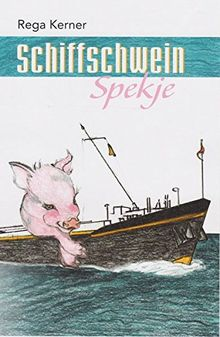 Rega Kerner
Schiffschwein
Spekje